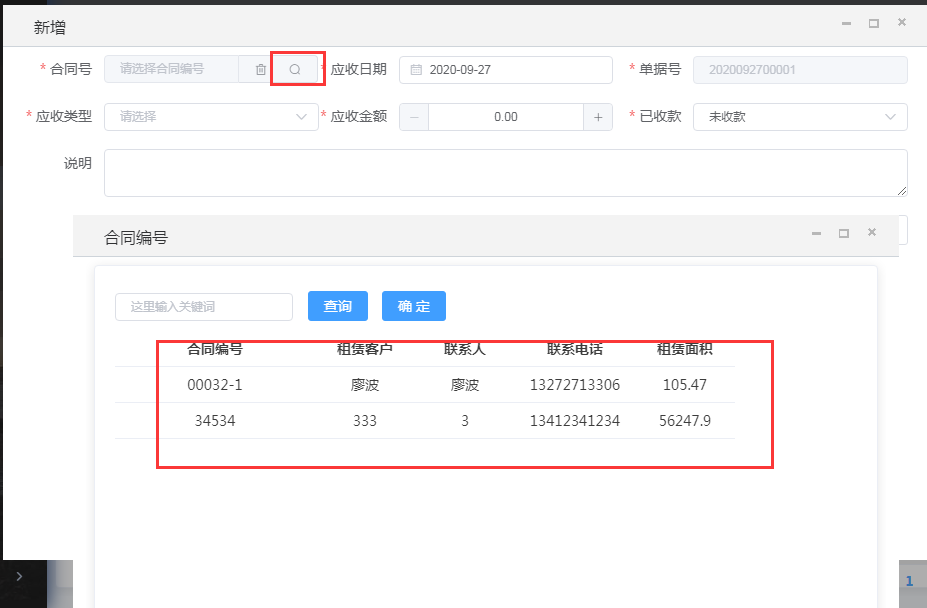 新增
* 合同号 请选择合同编号 * 应收日期 2020-09-27 * 单据号 2020092700001
* 应收类型 请选择 * 应收金额 − 0.00 + * 已收款 未收款
说明
合同编号
这里输入关键词 查询 确 定
合同编号 租赁客户 联系人 联系电话 租赁面积
00032-1 廖波 廖波 13272713306 105.47
34534 333 3 13412341234 56247.9
1